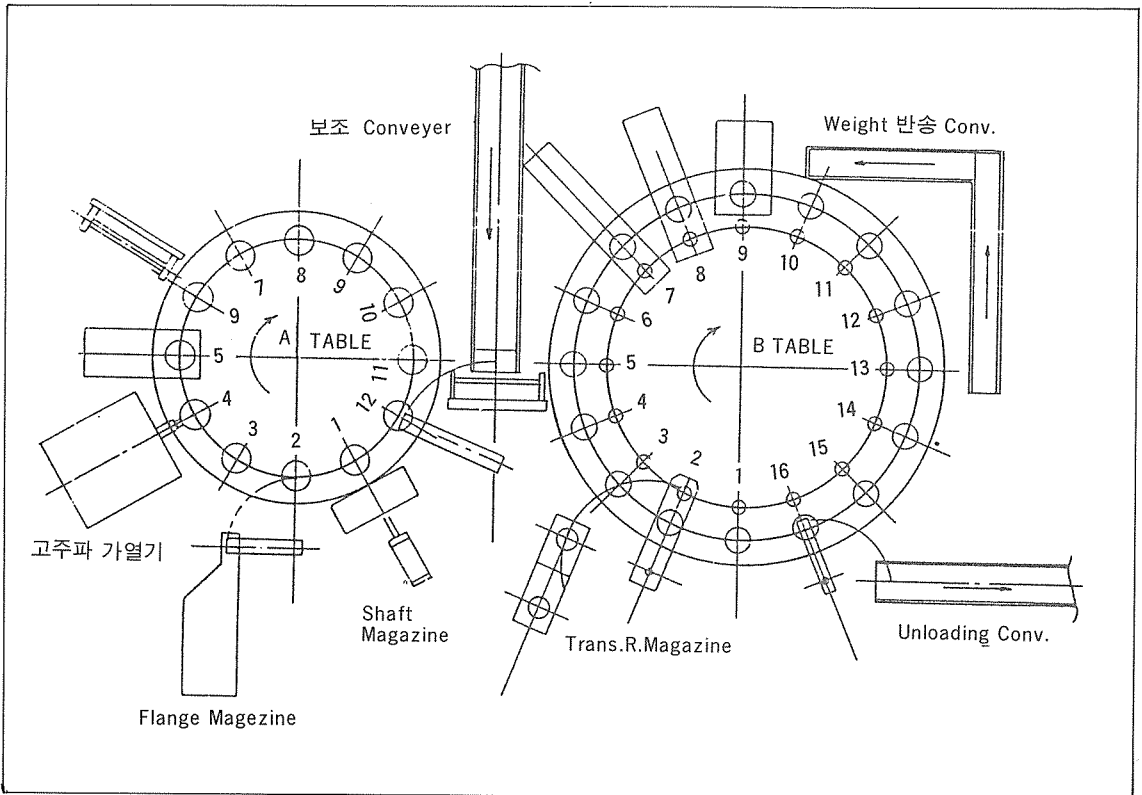 보조 Conveyer
Weight 반송 Conv.
A TABLE
1
2
3
4
5
9
7
8
9
10
11
12
B TABLE
1
2
3
4
5
6
7
8
9
10
11
12
13
14
15
16
고주파 가열기
Shaft
Magazine
Flange Magezine
Trans.R.Magazine
Unloading Conv.